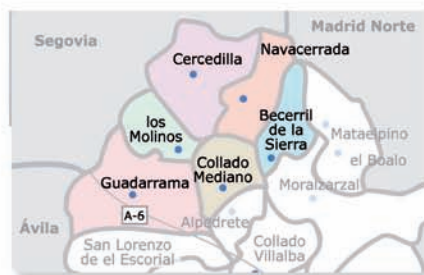 Segovia
Madrid Norte
Navacerrada
Cercedilla
Becerril
de la
Sierra
los
Molinos
Mataelpino
el Boalo
Collado
Mediano
Guadarrama
Moralzarzal
A-6
Alpedrete
Ávila
San Lorenzo
de el Escorial
Collado
Villalba